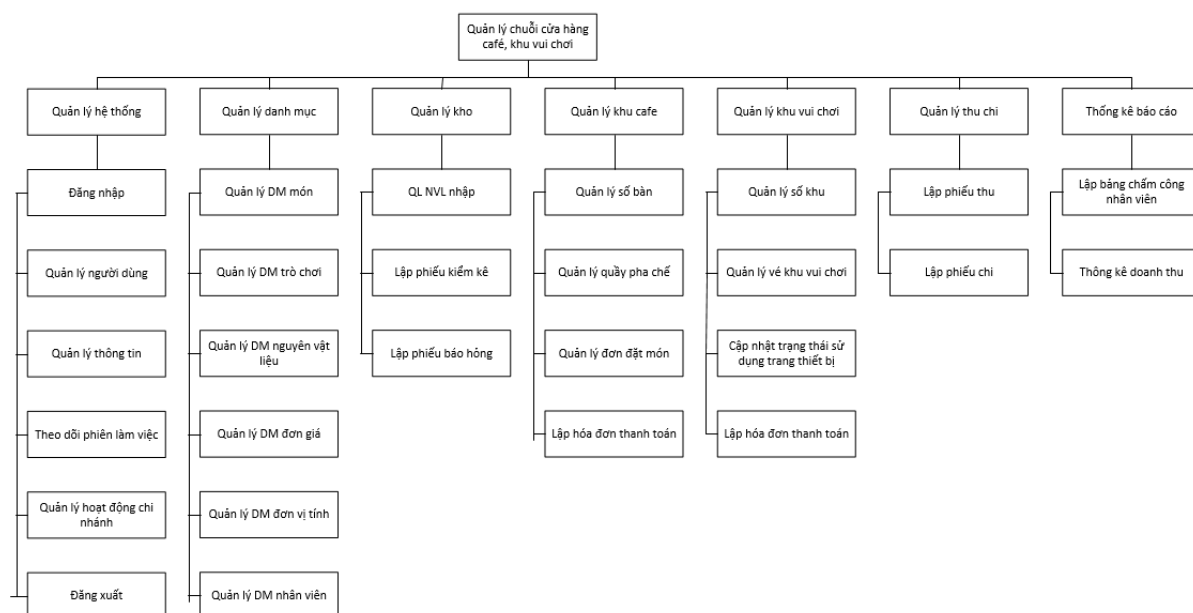 Quản lý chuỗi cửa hàng
café, khu vui chơi
Quản lý hệ thống
Quản lý danh mục
Quản lý kho
Quản lý khu cafe
Quản lý khu vui chơi
Quản lý thu chi
Thống kê báo cáo
Đăng nhập
Quản lý DM món
QL NVL nhập
Quản lý số bàn
Quản lý số khu
Lập phiếu thu
Lập bảng chấm công
nhân viên
Quản lý người dùng
Quản lý DM trò chơi
Lập phiếu kiểm kê
Quản lý quầy pha chế
Quản lý vé khu vui chơi
Lập phiếu chi
Thống kê doanh thu
Quản lý thông tin
Quản lý DM nguyên vật
liệu
Lập phiếu báo hỏng
Quản lý đơn đặt món
Cập nhật trạng thái sử
dụng trang thiết bị
Theo dõi phiên làm việc
Quản lý DM đơn giá
Lập hóa đơn thanh toán
Lập hóa đơn thanh toán
Quản lý hoạt động chi
nhánh
Quản lý DM đơn vị tính
Đăng xuất
Quản lý DM nhân viên